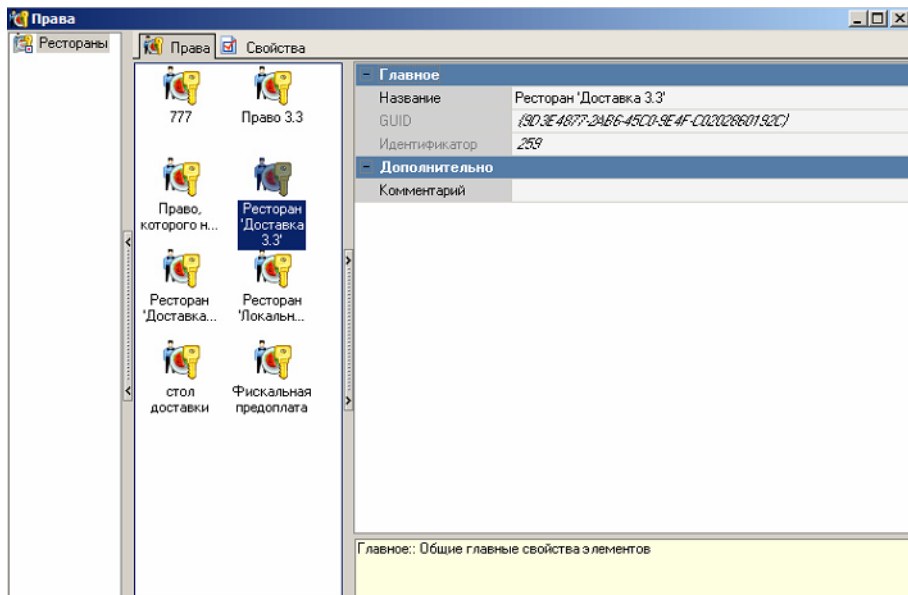 Права
Рестораны
Права Свойства
777
Право 3.3
Право,
которого н...
Ресторан
'Доставка
3.3'
Ресторан
'Доставка...
Ресторан
'Локальн...
стол
доставки
Фискальная
предоплата
Главное
Название Ресторан 'Доставка 3.3'
GUID {9D3E4877-2AB6-45C0-9E4F-C0202860192C}
Идентификатор 259
Дополнительно
Комментарий
Главное:: Общие главные свойства элементов